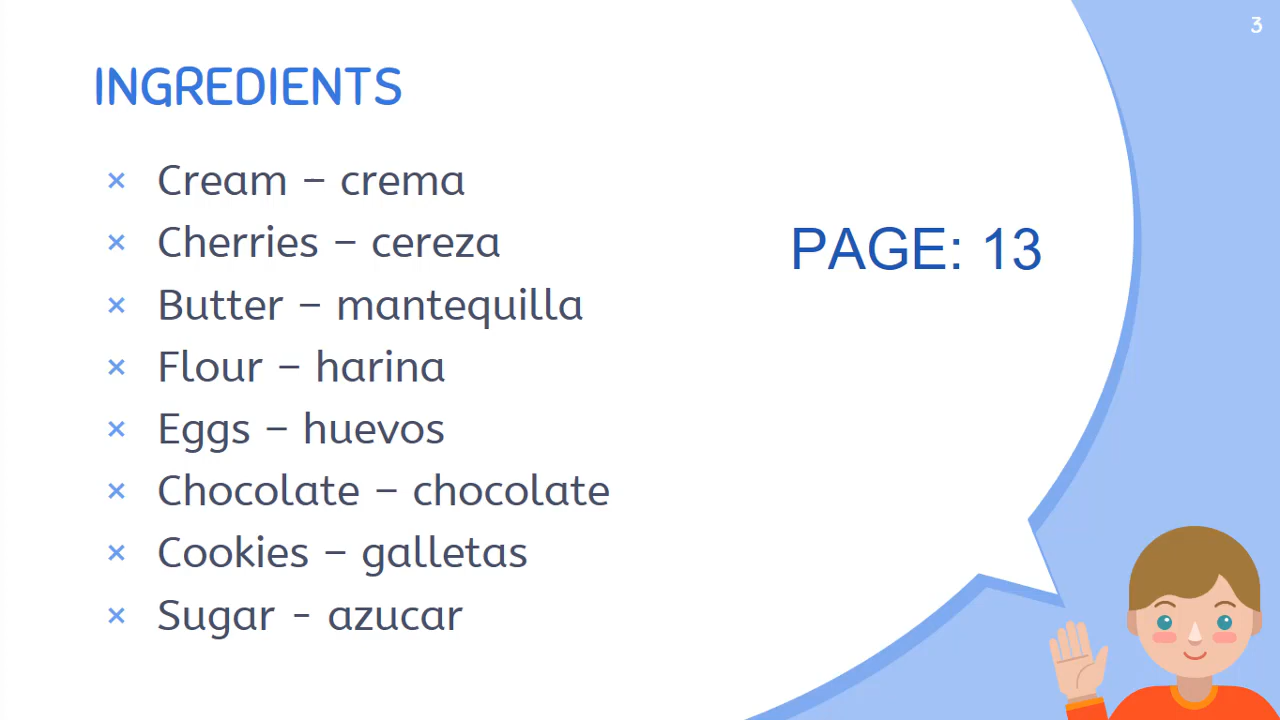 3
INGREDIENTS
× Cream – crema
× Cherries – cereza
× Butter – mantequilla
× Flour – harina
× Eggs – huevos
× Chocolate – chocolate
× Cookies – galletas
× Sugar - azucar
PAGE: 13